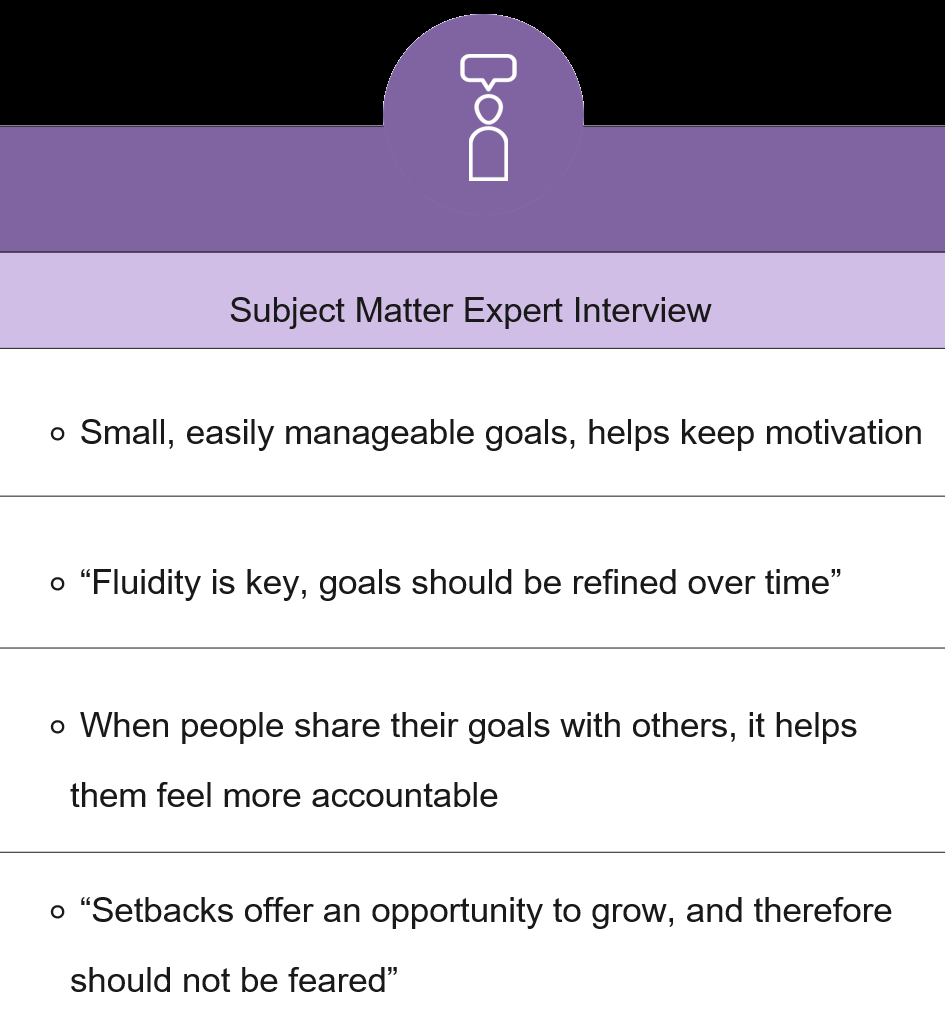 Subject Matter Expert Interview
Small, easily manageable goals, helps keep motivation
“Fluidity is key, goals should be refined over time”
When people share their goals with others, it helps
them feel more accountable
“Setbacks offer an opportunity to grow, and therefore
should not be feared”